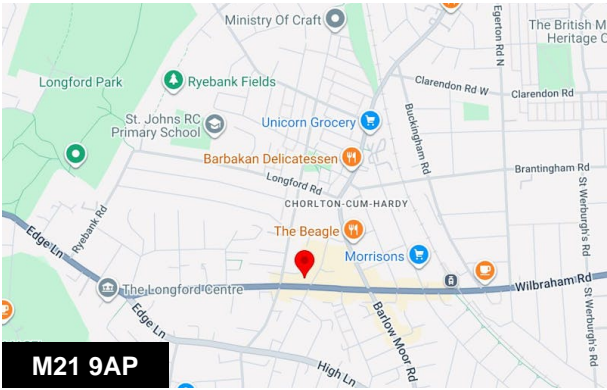 Ministry Of Craft
Egerton Rd N
The British M
Heritage C
Longford Park
Ryebank Fields
Clarendon Rd W
Clarendon Rd
St. Johns RC
Primary School
Unicorn Grocery
Buckingham Rd
Barbakan Delicatessen
Brantingham Rd
Longford Rd
CHORLTON-CUM-HARDY
St Werburgh's Rd
Ryebank Rd
The Beagle
Edge Ln
Morrisons
The Longford Centre
Wilbraham Rd
Edge Ln
Barlow Moor Rd
St Werburgh's Rd
High Ln
M21 9AP